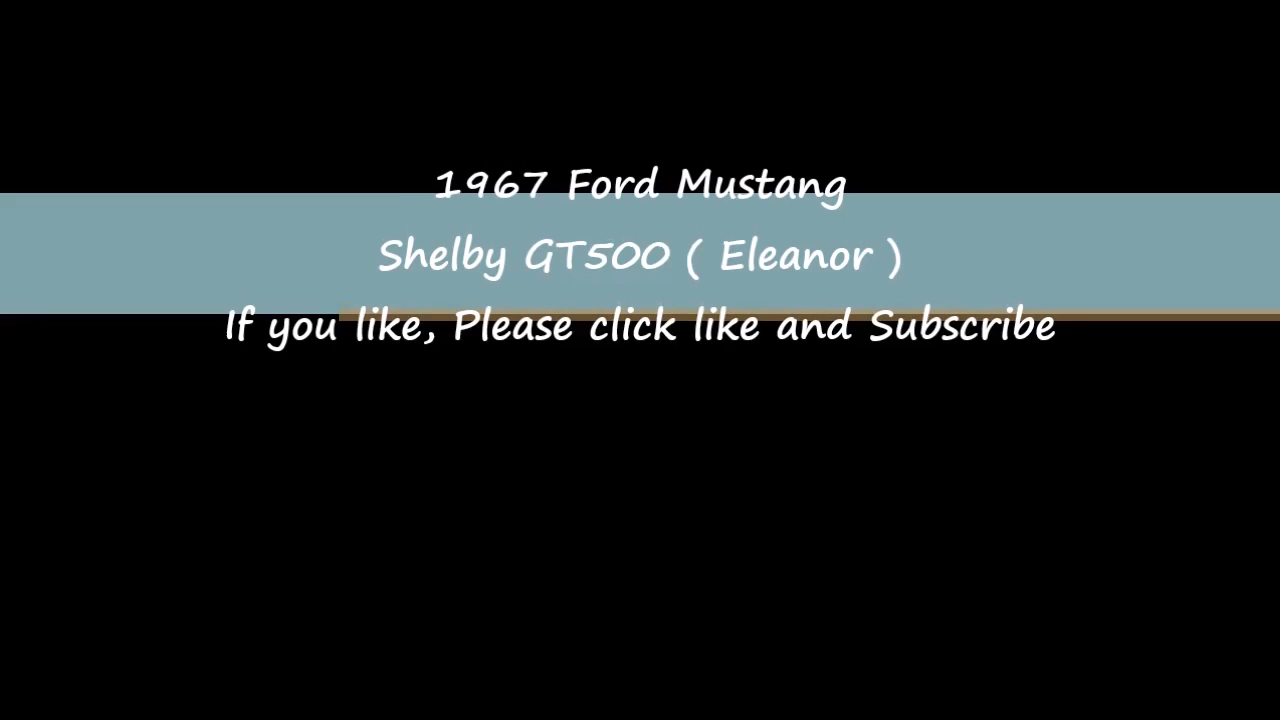 1967 Ford Mustang
Shelby GT500 ( Eleanor )
If you like, Please click like and Subscribe